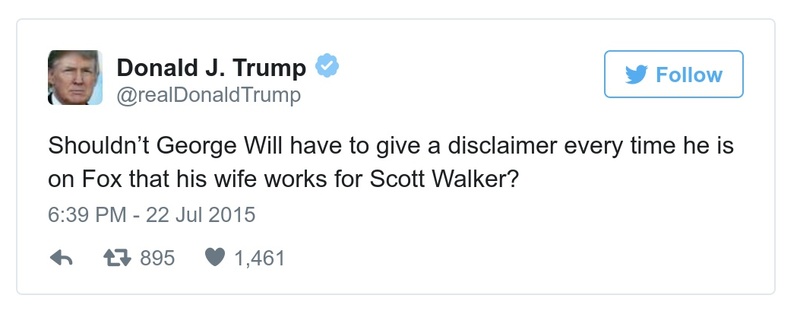 Donald J. Trump
@realDonaldTrump
Follow
Shouldn’t George Will have to give a disclaimer every time he is
on Fox that his wife works for Scott Walker?
6:39 PM - 22 Jul 2015
895 1,461